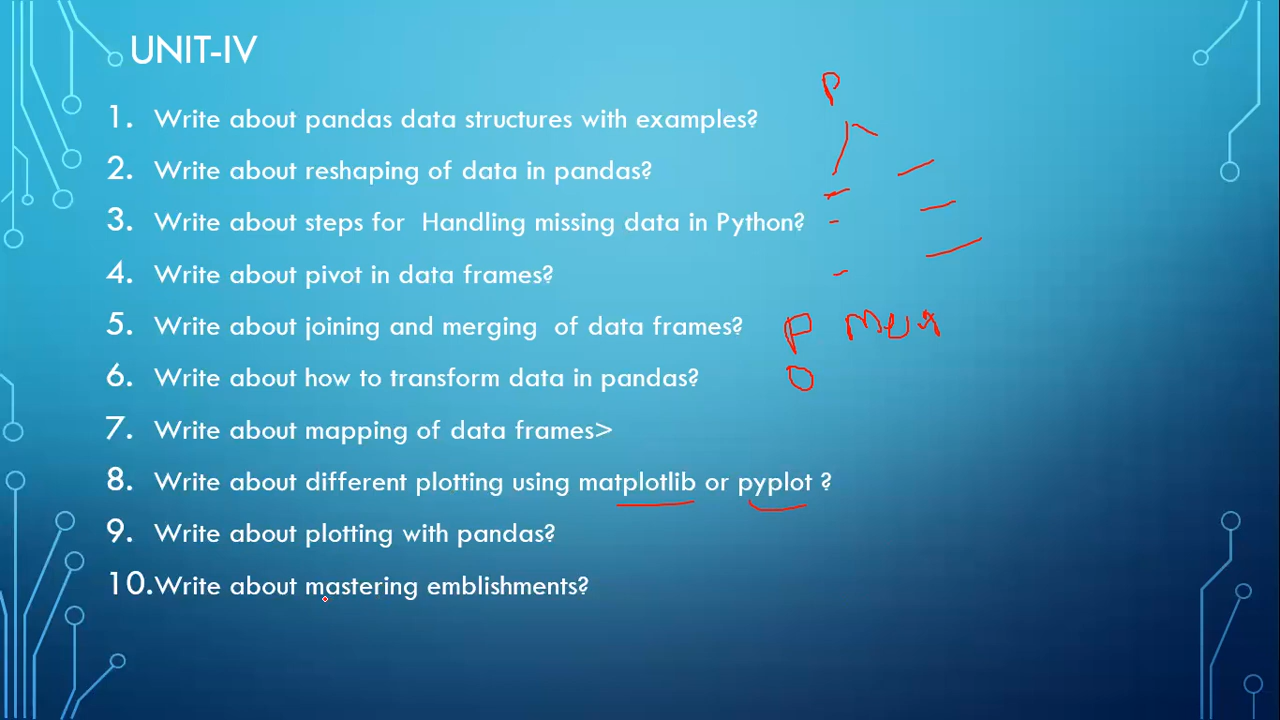 UNIT-IV
P
1. Write about pandas data structures with examples?
2. Write about reshaping of data in pandas?
3. Write about steps for Handling missing data in Python?
4. Write about pivot in data frames?
5. Write about joining and merging of data frames?
P
6. Write about how to transform data in pandas?
7. Write about mapping of data frames>
8. Write about different plotting using matplotlib or pyplot ?
9. Write about plotting with pandas?
10. Write about mastering emblishments?